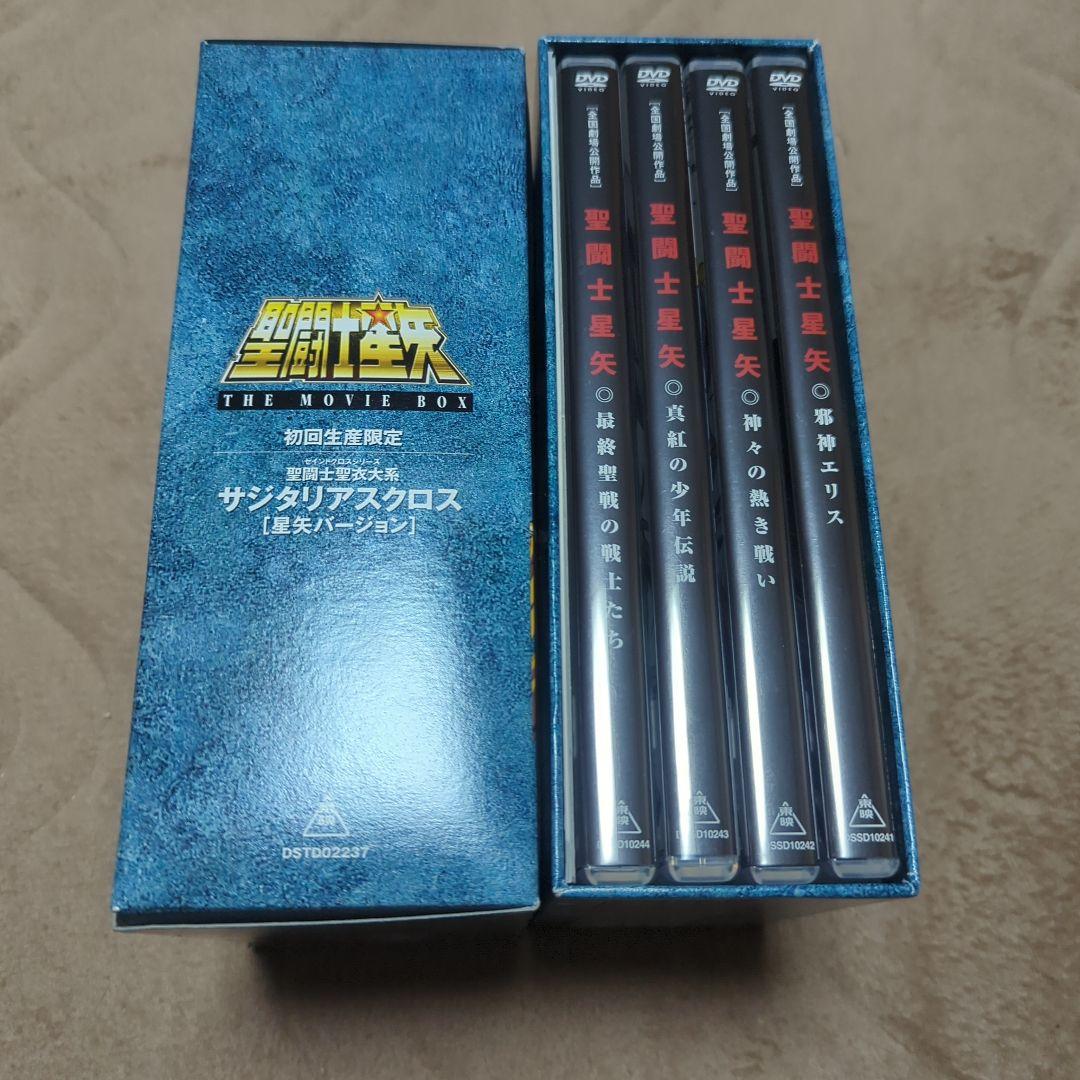 聖闘士星矢
THE MOVIE BOX
初回生産限定
セイントクロスシリーズ
聖闘士聖衣大系
サジタリアスクロス
[星矢バージョン]
東映
DSTD02237
DVD
VIDEO
[全国劇場公開作品]
聖闘士星矢◎最終聖戦の戦士たち
東映
D10244
DVD
VIDEO
[全国劇場公開作品]
聖闘士星矢◎真紅の少年伝説
東映
D10243
DVD
VIDEO
[全国劇場公開作品]
聖闘士星矢◎神々の熱き戦い
東映
SSD10242
DVD
VIDEO
[全国劇場公開作品]
聖闘士星矢◎邪神エリス
東映
DSSD10241